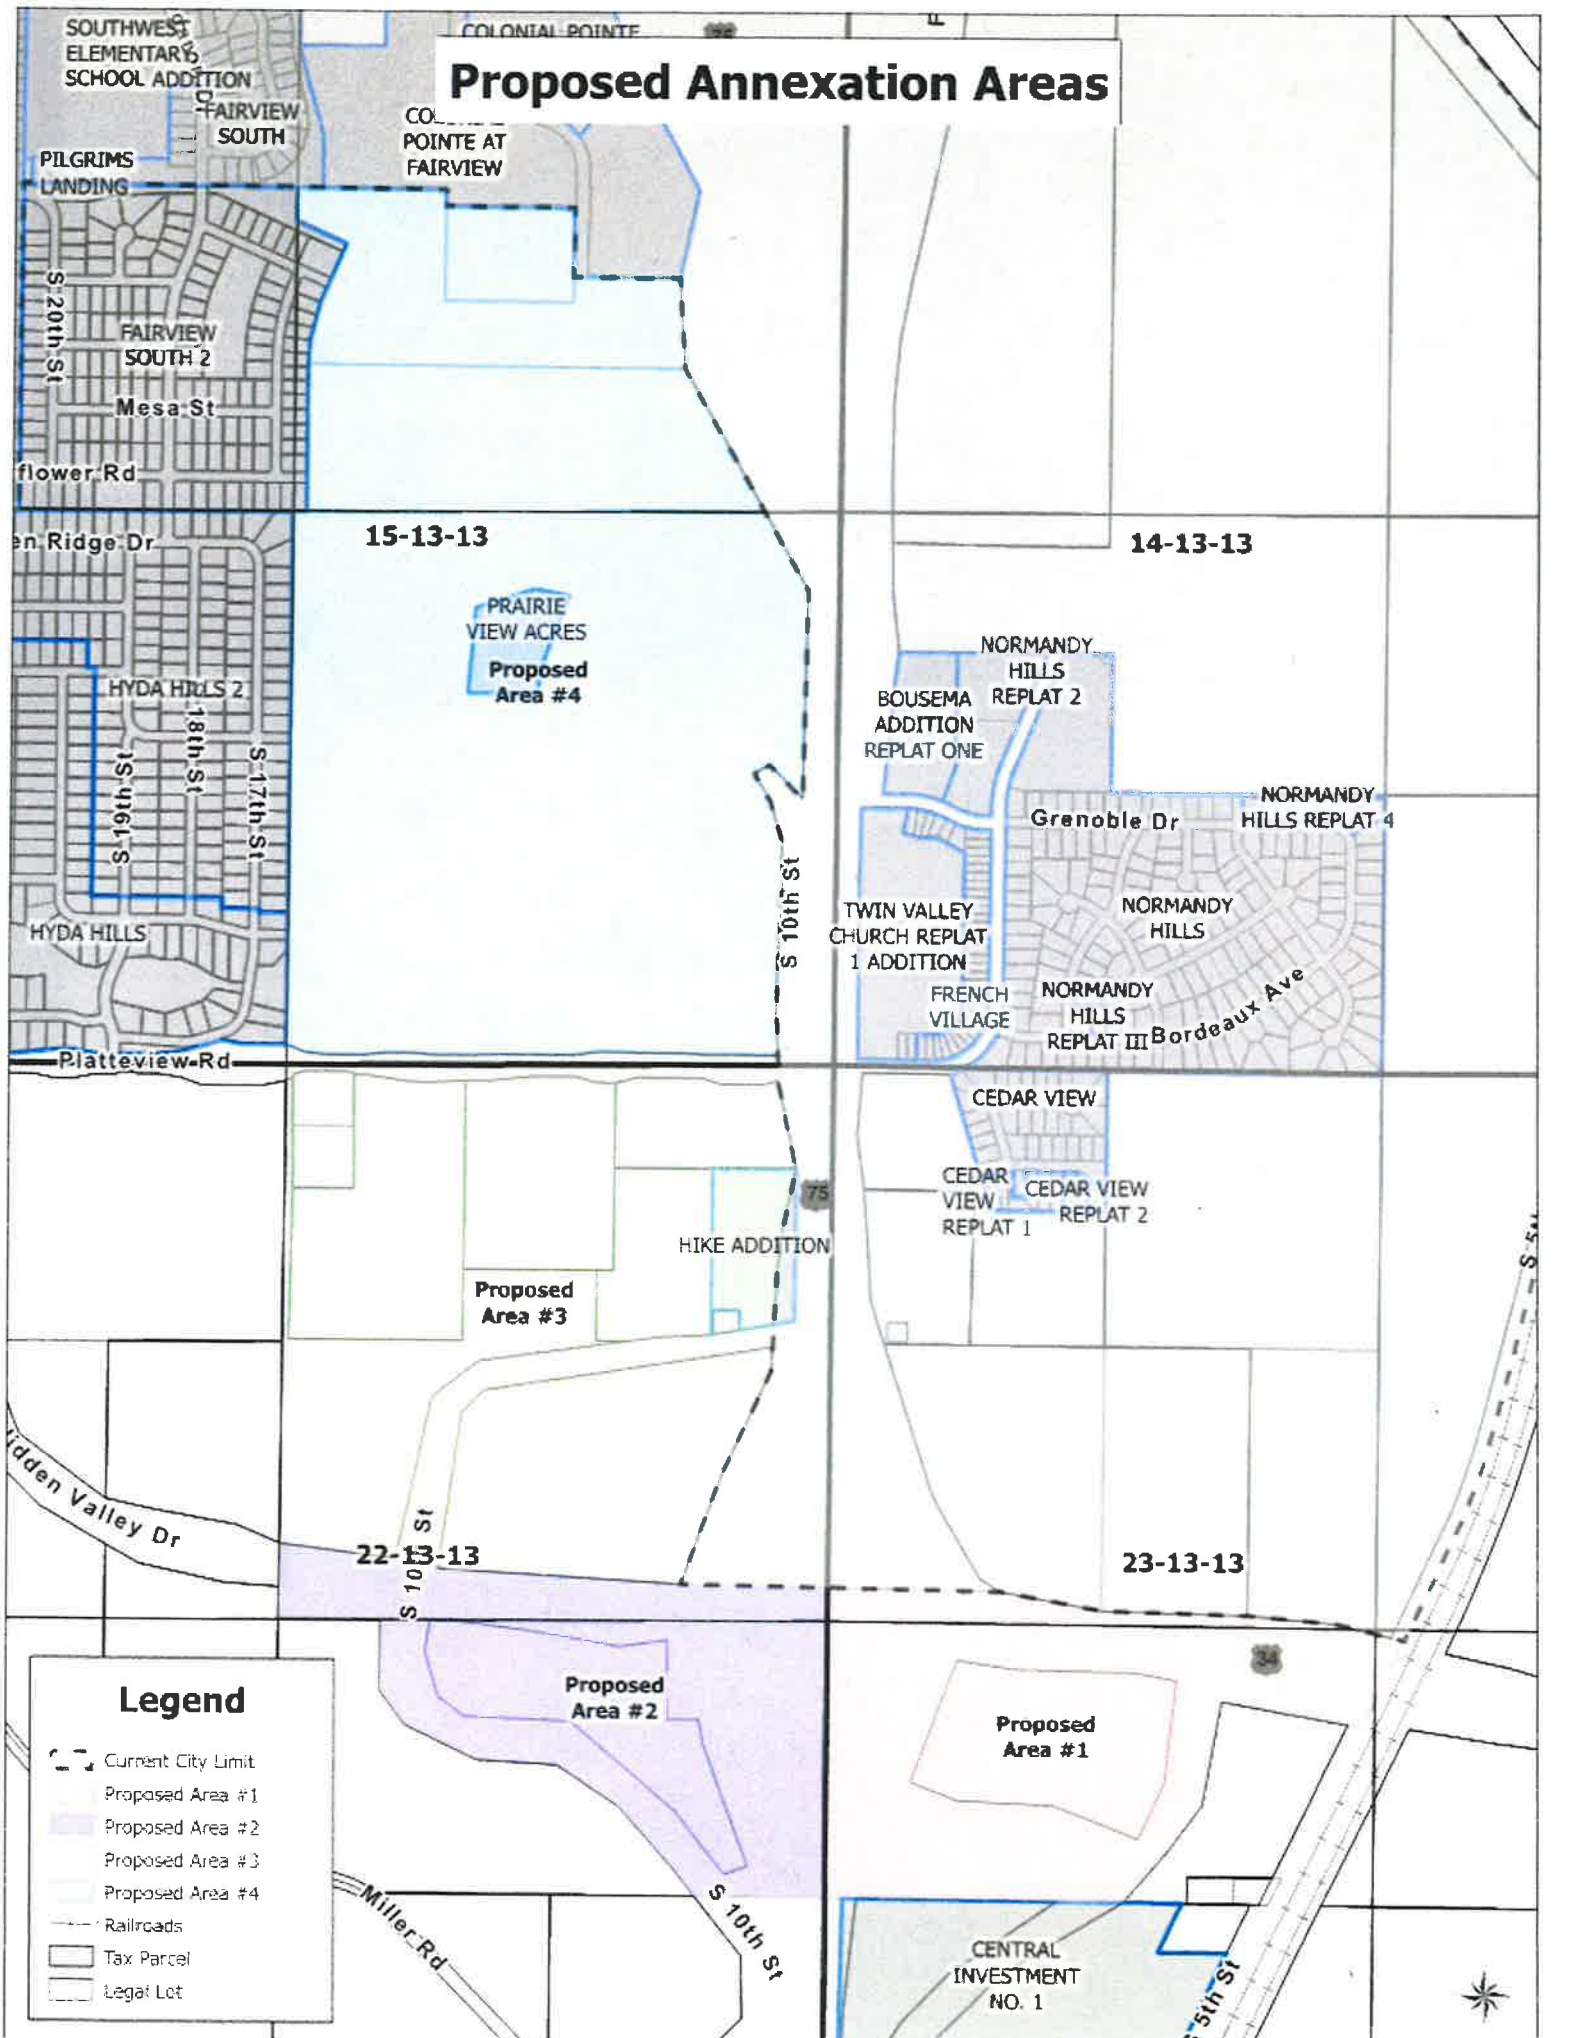 COLONIAL POINTE
Proposed Annexation Areas
SOUTHWEST
ELEMENTARY
SCHOOL ADDITION
FAIRVIEW
SOUTH
POINTE AT
FAIRVIEW
PILGRIMS
LANDING
S 20th St
FAIRVIEW
SOUTH 2
Mesa St
flower Rd
en Ridge Dr
15-13-13
14-13-13
PRAIRIE
VIEW ACRES
Proposed
Area #4
HYDA HILLS 2
18th St
S 19th St
S 17th St
HYDA HILLS
NORMANDY
HILLS
REPLAT 2
BOUSEMA
ADDITION
REPLAT ONE
NORMANDY
HILLS REPLAT 4
Grenoble Dr
S 10th St
TWIN VALLEY
CHURCH REPLAT
1 ADDITION
NORMANDY
HILLS
FRENCH
VILLAGE
NORMANDY
HILLS
REPLAT III
Bordeaux Ave
Platteview Rd
CEDAR VIEW
75
CEDAR
VIEW
REPLAT 1
CEDAR VIEW
REPLAT 2
HIKE ADDITION
Proposed
Area #3
idden Valley Dr
S 10th St
22-13-13
23-13-13
34
Proposed
Area #2
Proposed
Area #1
Legend
Current City Limit
Proposed Area #1
Proposed Area #2
Proposed Area #3
Proposed Area #4
Railroads
Tax Parcel
Legal Lot
Miller Rd
S 10th St
CENTRAL
INVESTMENT
NO. 1
5th St